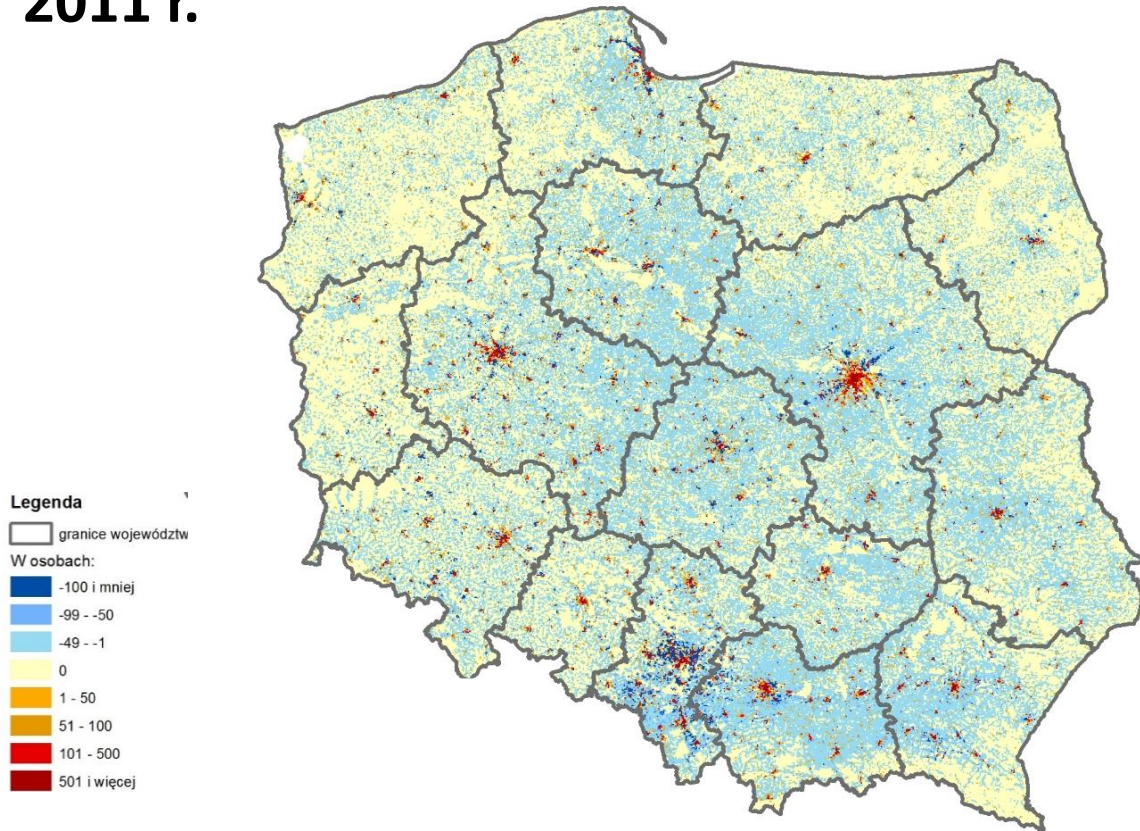 2011 r.
Legenda
granice województw
W osobach:
-100 i mniej
-99 - -50
-49 - -1
0
1 - 50
51 - 100
101 - 500
501 i więcej